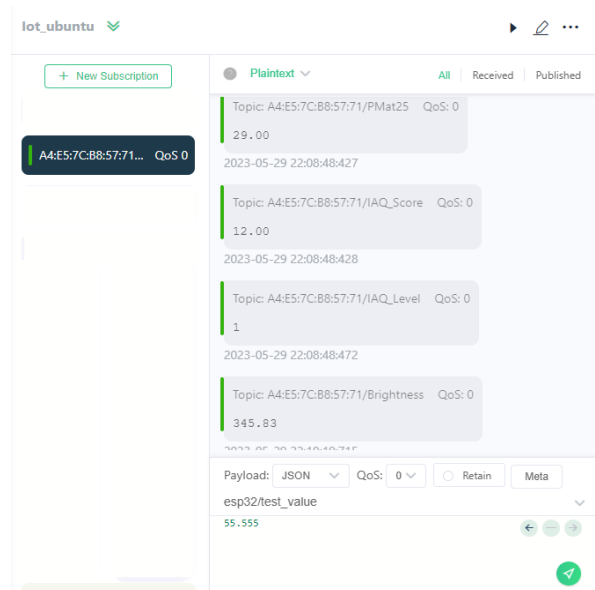 Iot_ubuntu
+ New Subscription
A4:E5:7C:B8:57:71... QoS 0
Plaintext
All Received Published
Topic: A4:E5:7C:B8:57:71/PMat25 QoS: 0
29.00
2023-05-29 22:08:48:427
Topic: A4:E5:7C:B8:57:71/IAQ_Score QoS: 0
12.00
2023-05-29 22:08:48:428
Topic: A4:E5:7C:B8:57:71/IAQ_Level QoS: 0
1
2023-05-29 22:08:48:472
Topic: A4:E5:7C:B8:57:71/Brightness QoS: 0
345.83
Payload: JSON QoS: 0 Retain Meta
esp32/test_value
55.555